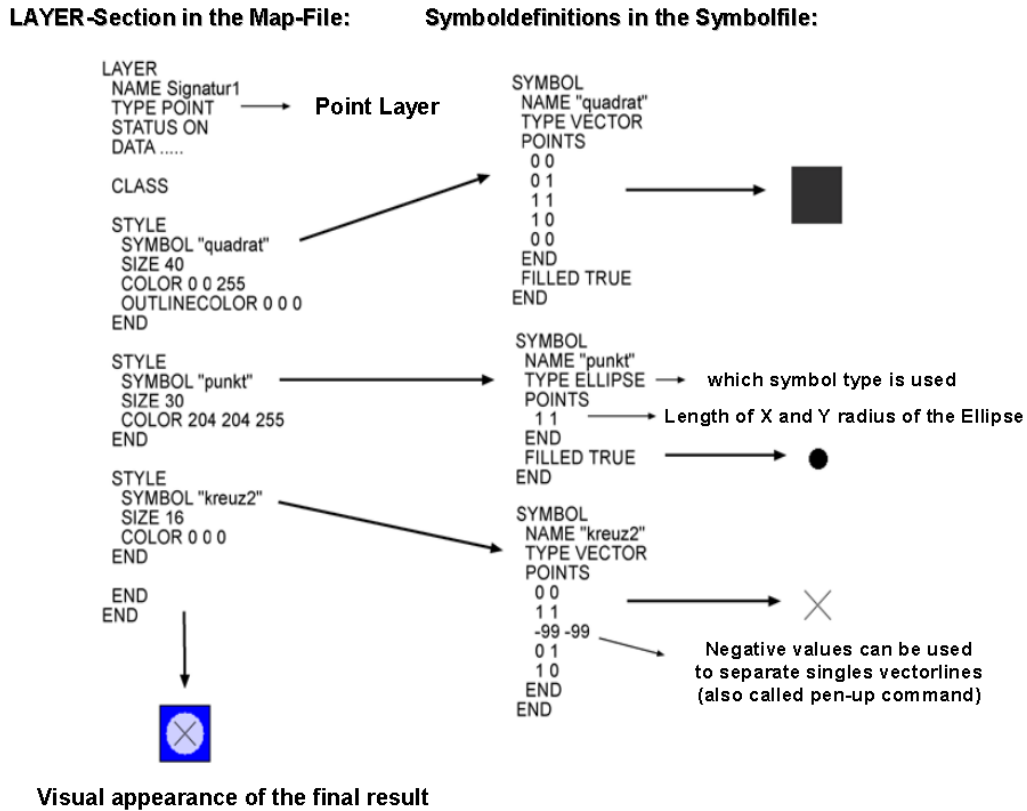 LAYER-Section in the Map-File:
Symboldefinitions in the Symbolfile:
LAYER
NAME Signatur1
TYPE POINT
Point Layer
STATUS ON
DATA .....
CLASS
STYLE
SYMBOL "quadrat"
SIZE 40
COLOR 0 0 255
OUTLINECOLOR 0 0 0
END
STYLE
SYMBOL "punkt"
SIZE 30
COLOR 204 204 255
END
STYLE
SYMBOL "kreuz2"
SIZE 16
COLOR 0 0 0
END
END
END
Visual appearance of the final result
SYMBOL
NAME "quadrat"
TYPE VECTOR
POINTS
0 0
0 1
1 1
1 0
0 0
END
FILLED TRUE
END
SYMBOL
NAME "punkt"
TYPE ELLIPSE
which symbol type is used
POINTS
1 1
Length of X and Y radius of the Ellipse
END
FILLED TRUE
END
SYMBOL
NAME "kreuz2"
TYPE VECTOR
POINTS
0 0
1 1
-99 -99
0 1
1 0
END
END
Negative values can be used
to separate singles vectorlines
(also called pen-up command)